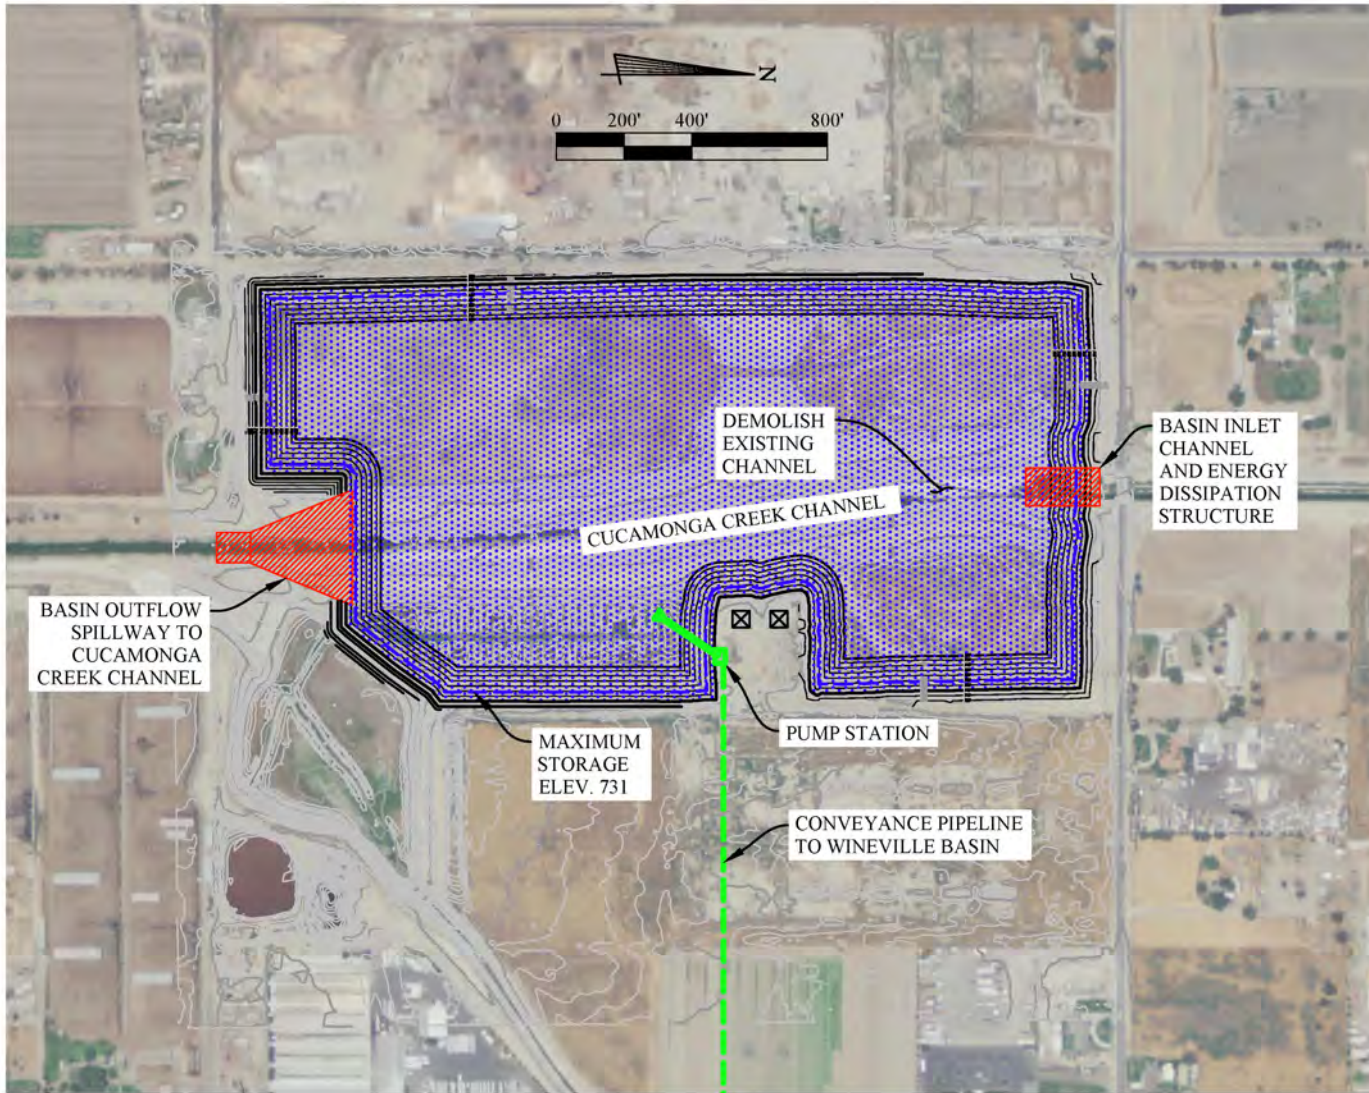 N
0 200' 400' 800'
DEMOLISH
EXISTING
CHANNEL
BASIN INLET
CHANNEL
AND ENERGY
DISSIPATION
STRUCTURE
CUCAMONGA CREEK CHANNEL
BASIN OUTFLOW
SPILLWAY TO
CUCAMONGA
CREEK CHANNEL
MAXIMUM
STORAGE
ELEV. 731
PUMP STATION
CONVEYANCE PIPELINE
TO WINEVILLE BASIN